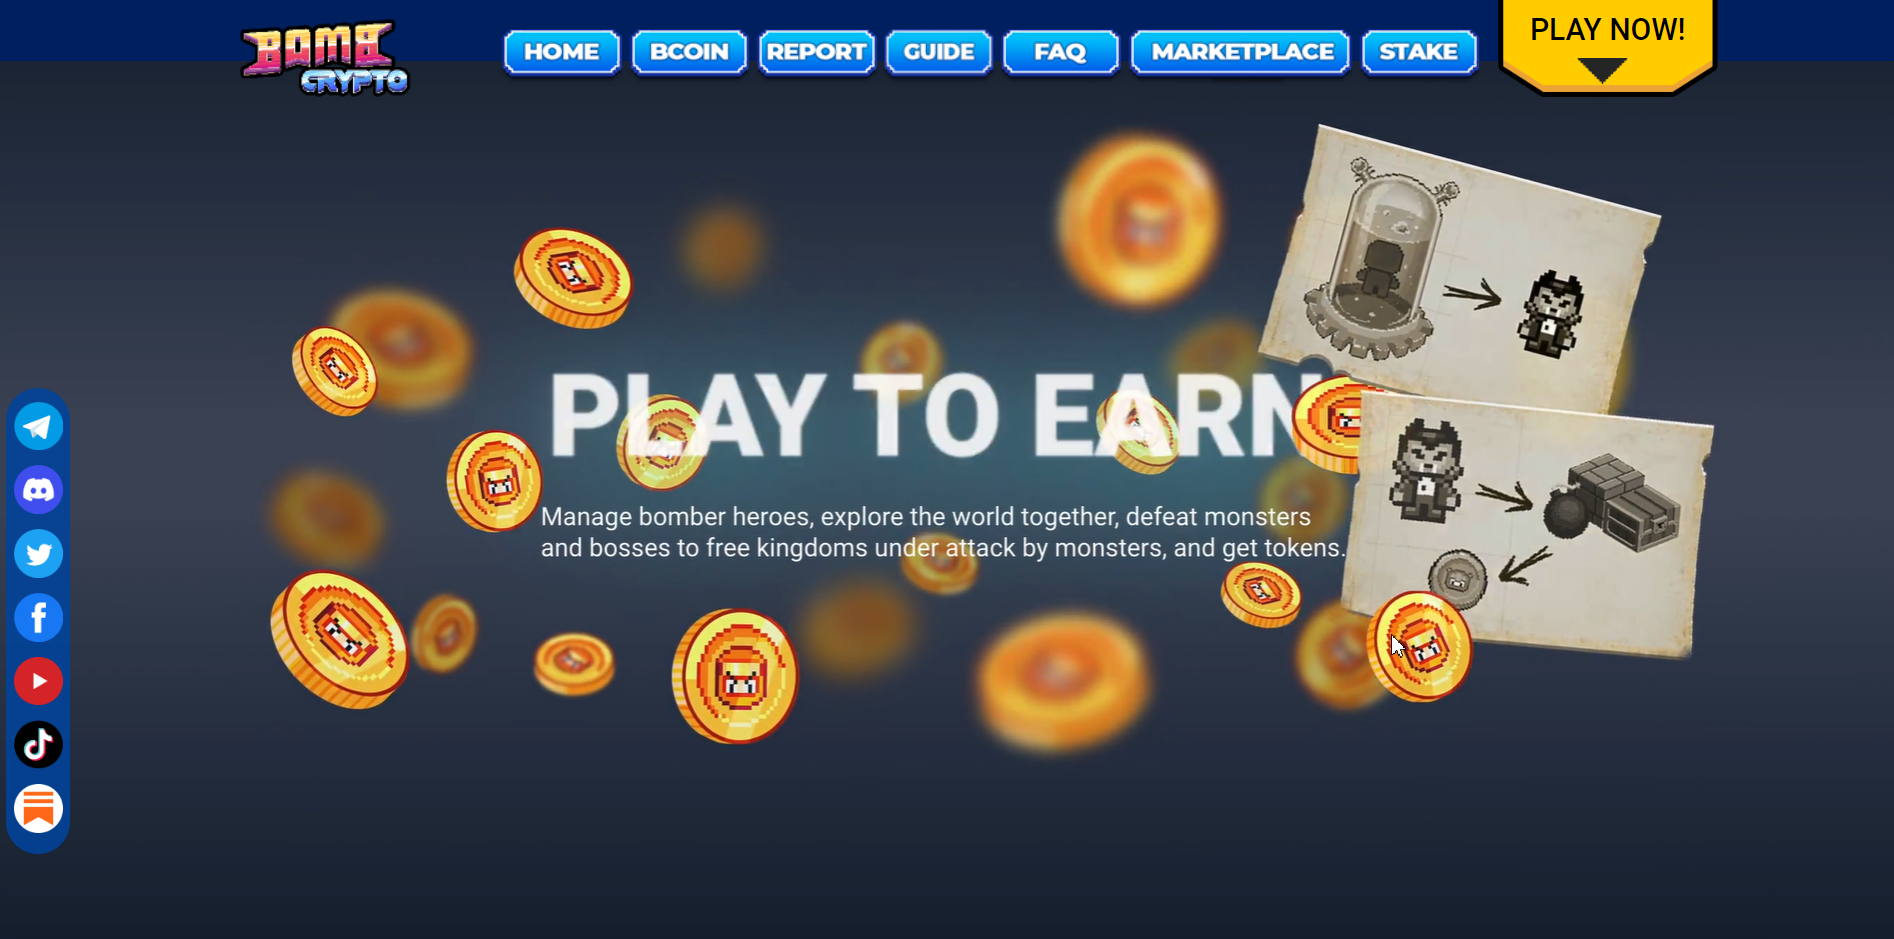 BOMB
CRYPTO
HOME
BCOIN
REPORT
GUIDE
FAQ
MARKETPLACE
STAKE
PLAY NOW!
PLAY TO EARN
Manage bomber heroes, explore the world together, defeat monsters
and bosses to free kingdoms under attack by monsters, and get tokens.